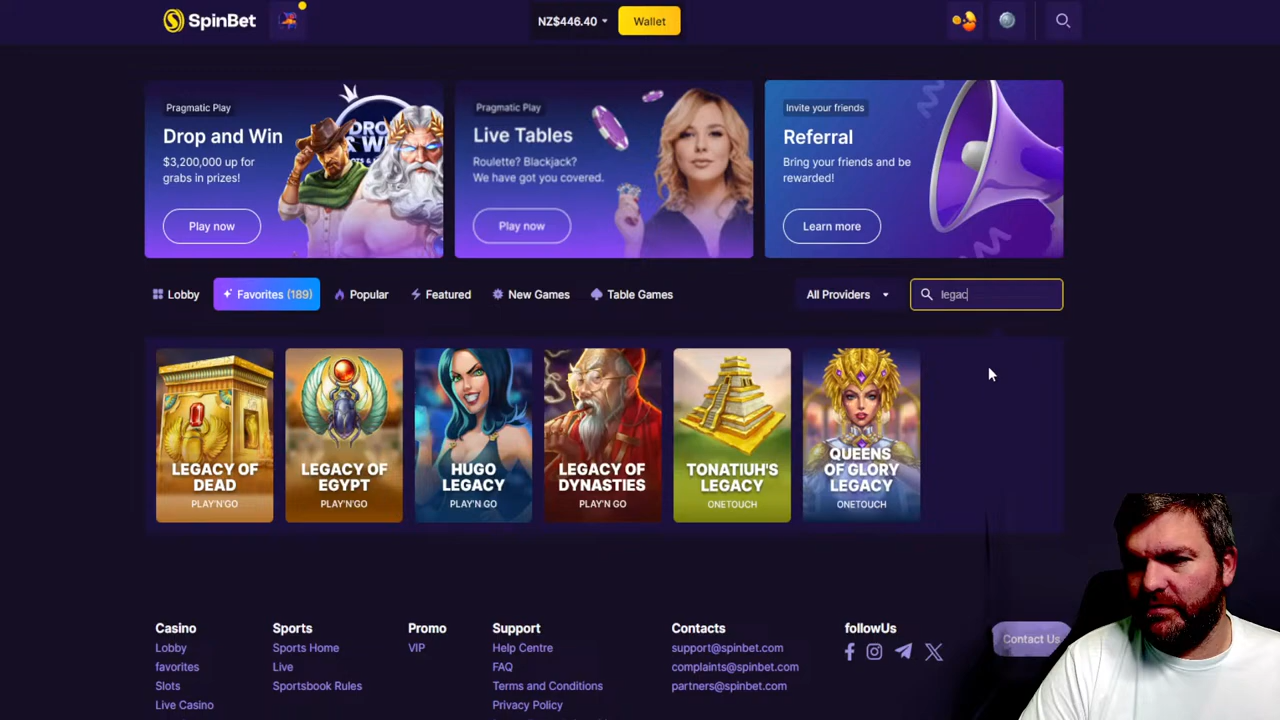 SpinBet
NZ$446.40
Wallet
Pragmatic Play
Drop and Win
$3,200,000 up for
grabs in prizes!
Play now
Pragmatic Play
Live Tables
Roulette? Blackjack?
We have got you covered.
Play now
Invite your friends
Referral
Bring your friends and be
rewarded!
Learn more
Lobby
Favorites (189)
Popular
Featured
New Games
Table Games
All Providers
legac
LEGACY OF
DEAD
PLAY'N'GO
LEGACY OF
EGYPT
PLAY'N'GO
HUGO
LEGACY
PLAY'N GO
LEGACY OF
DYNASTIES
PLAY'N GO
TONATIUH'S
LEGACY
ONETOUCH
QUEENS
OF GLORY
LEGACY
ONETOUCH
Casino
Lobby
favorites
Slots
Live Casino
Sports
Sports Home
Live
Sportsbook Rules
Promo
VIP
Support
Help Centre
FAQ
Terms and Conditions
Privacy Policy
Contacts
support@spinbet.com
complaints@spinbet.com
partners@spinbet.com
followUs
Contact Us